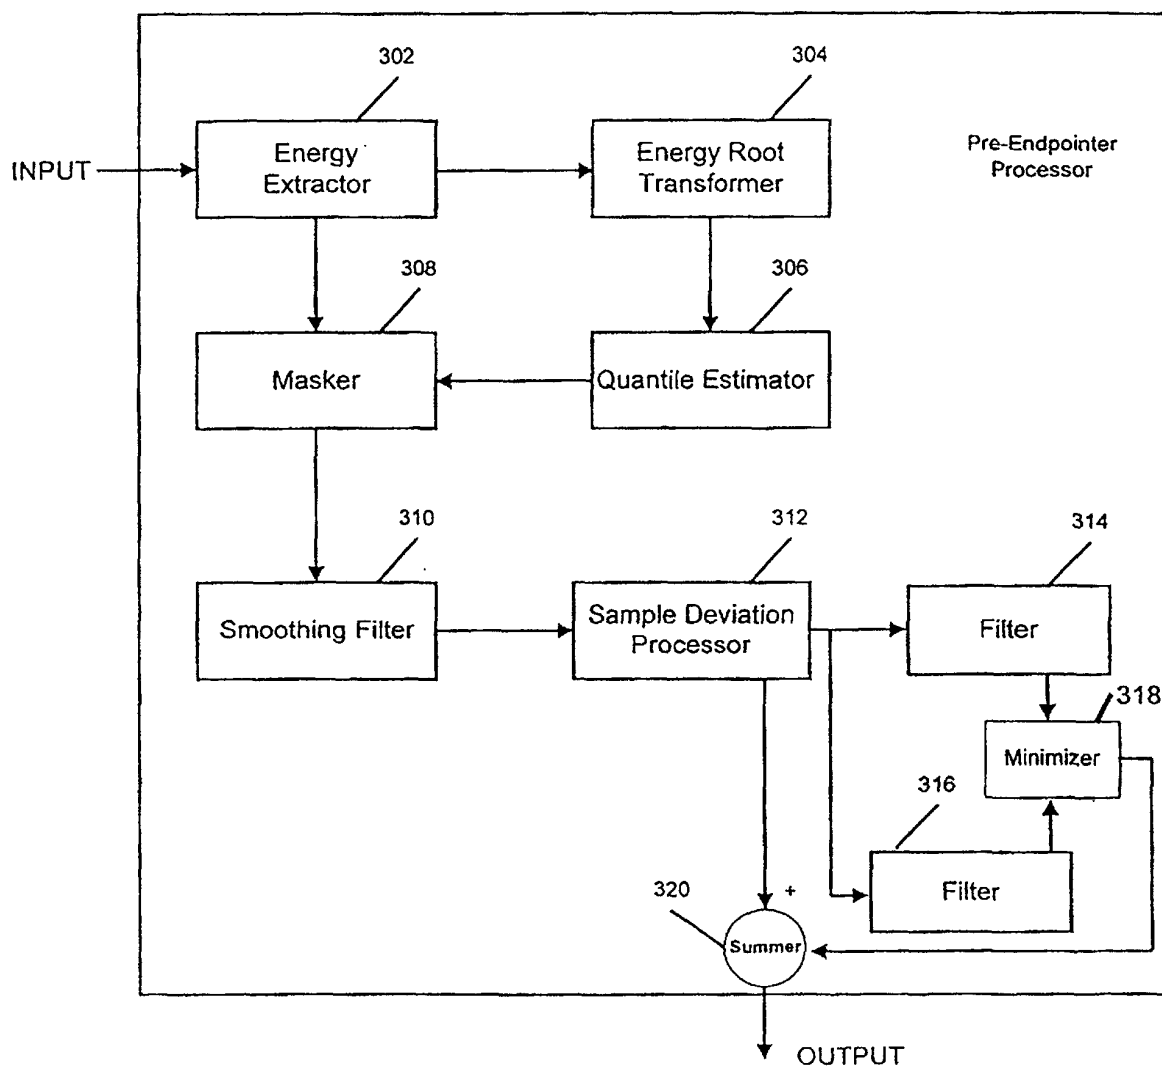 302
304
Energy
Extractor
Energy Root
Transformer
Pre-Endpointer
Processor
INPUT
308
306
Masker
Quantile Estimator
310
312
314
Smoothing Filter
Sample Deviation
Processor
Filter
318
Minimizer
316
Filter
320
+
Summer
OUTPUT